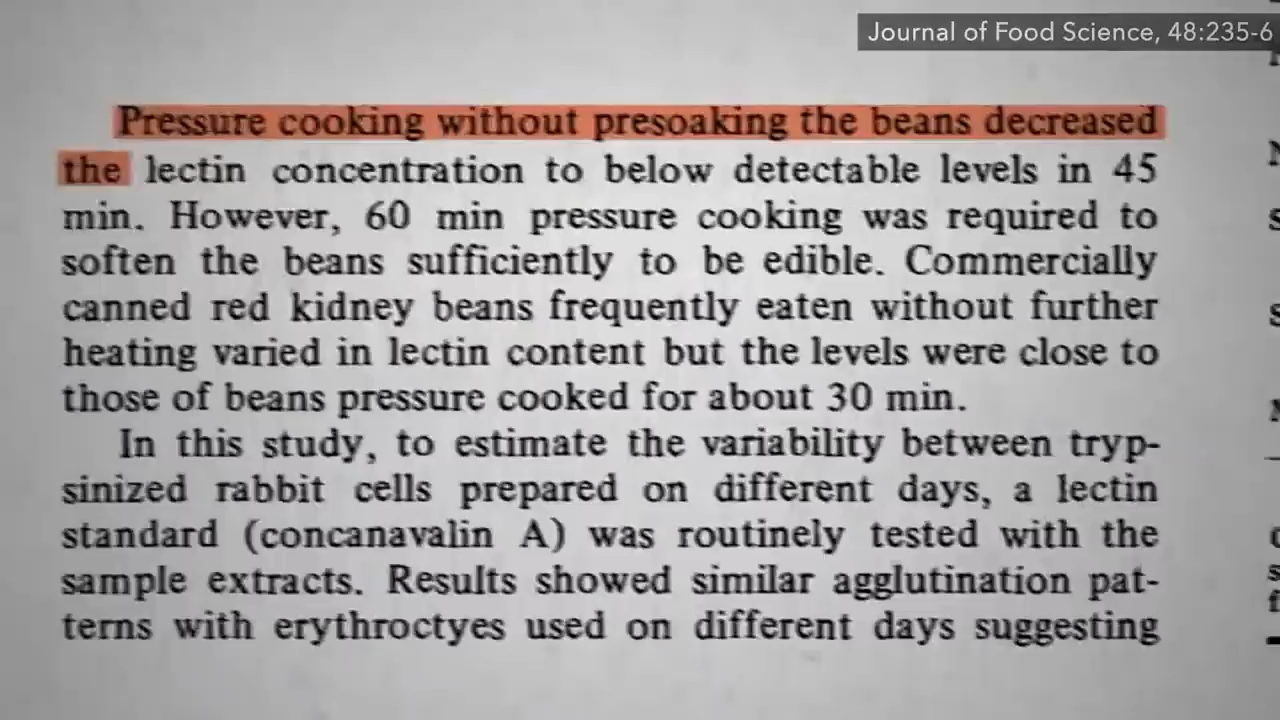 Journal of Food Science, 48:235-6
Pressure cooking without presoaking the beans decreased
the lectin concentration to below detectable levels in 45
min. However, 60 min pressure cooking was required to
soften the beans sufficiently to be edible. Commercially
canned red kidney beans frequently eaten without further
heating varied in lectin content but the levels were close to
those of beans pressure cooked for about 30 min.
In this study, to estimate the variability between tryp-
sinized rabbit cells prepared on different days, a lectin
standard (concanavalin A) was routinely tested with the
sample extracts. Results showed similar agglutination pat-
terns with erythroctyes used on different days suggesting